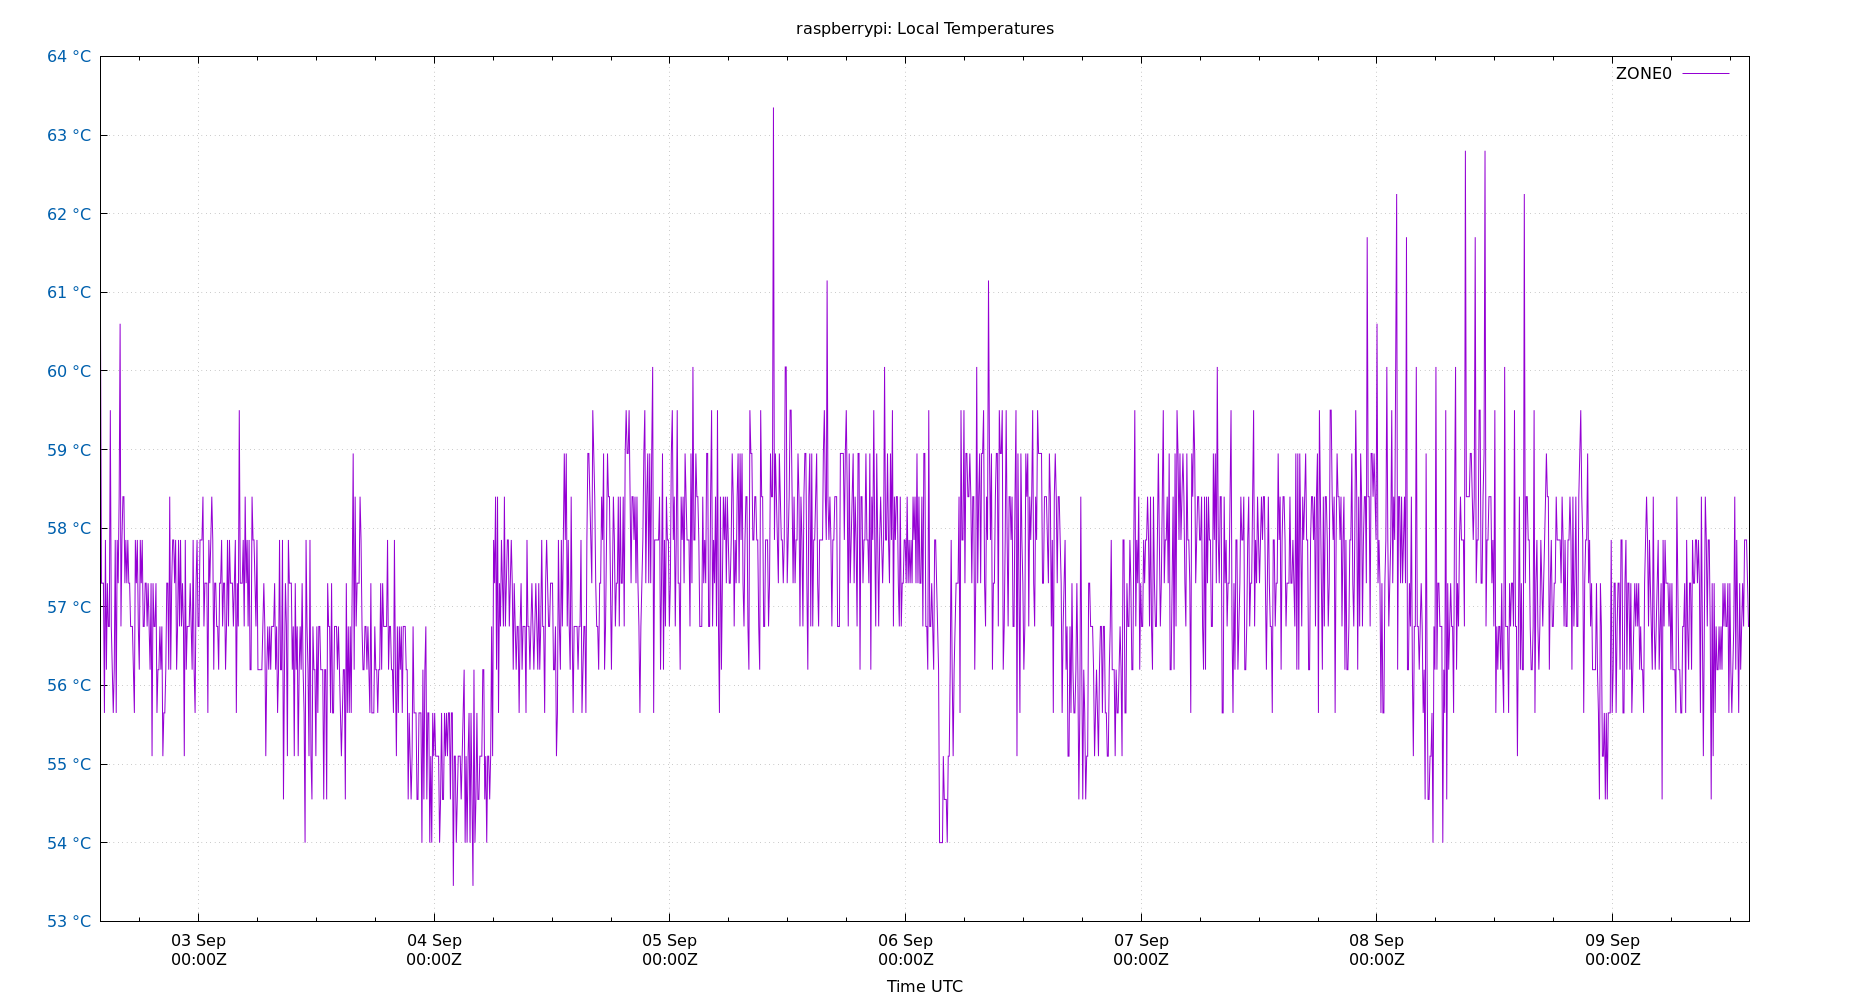 raspberrypi: Local Temperatures
64 °C
ZONE0
63 °C
62 °C
61 °C
60 °C
59 °C
58 °C
57 °C
56 °C
55 °C
54 °C
53 °C
03 Sep 04 Sep 05 Sep 06 Sep 07 Sep 08 Sep 09 Sep
00:00Z 00:00Z 00:00Z 00:00Z 00:00Z 00:00Z 00:00Z
Time UTC